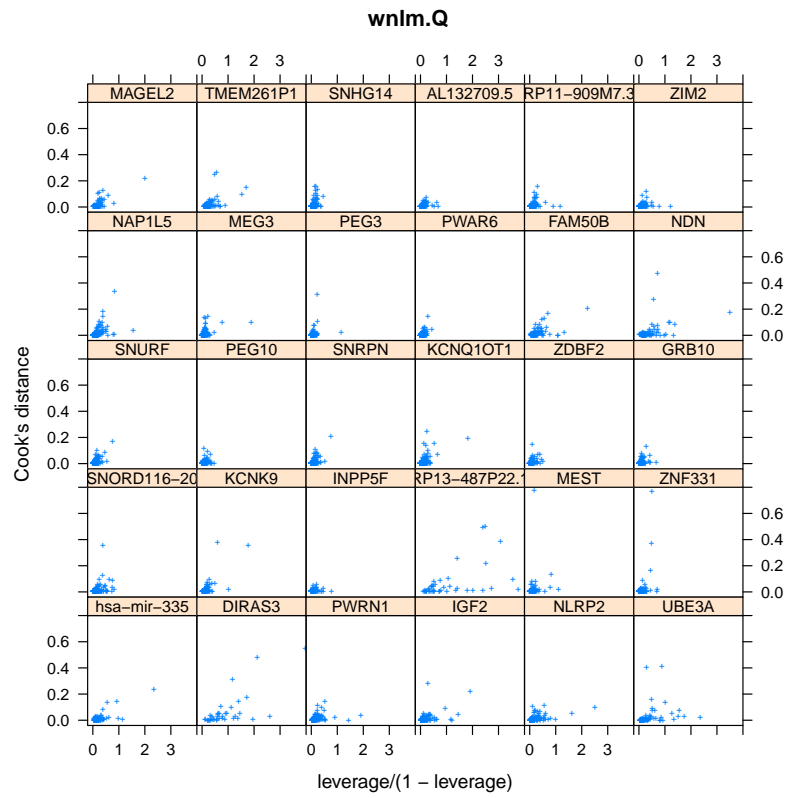 wnlm.Q
0 1 2 3 0 1 2 3 0 1 2 3
MAGEL2 TMEM261P1 SNHG14 AL132709.5 RP11−909M7.3 ZIM2
0.6
0.4
0.2
0.0
NAP1L5 MEG3 PEG3 PWAR6 FAM50B NDN
0.6
0.4
0.2
0.0
SNURF PEG10 SNRPN KCNQ1OT1 ZDBF2 GRB10
0.6
0.4
0.2
0.0
SNORD116−20 KCNK9 INPP5F RP13−487P22.1 MEST ZNF331
0.6
0.4
0.2
0.0
hsa−mir−335 DIRAS3 PWRN1 IGF2 NLRP2 UBE3A
0.6
0.4
0.2
0.0
0 1 2 3 0 1 2 3 0 1 2 3
Cook's distance
leverage/(1 − leverage)